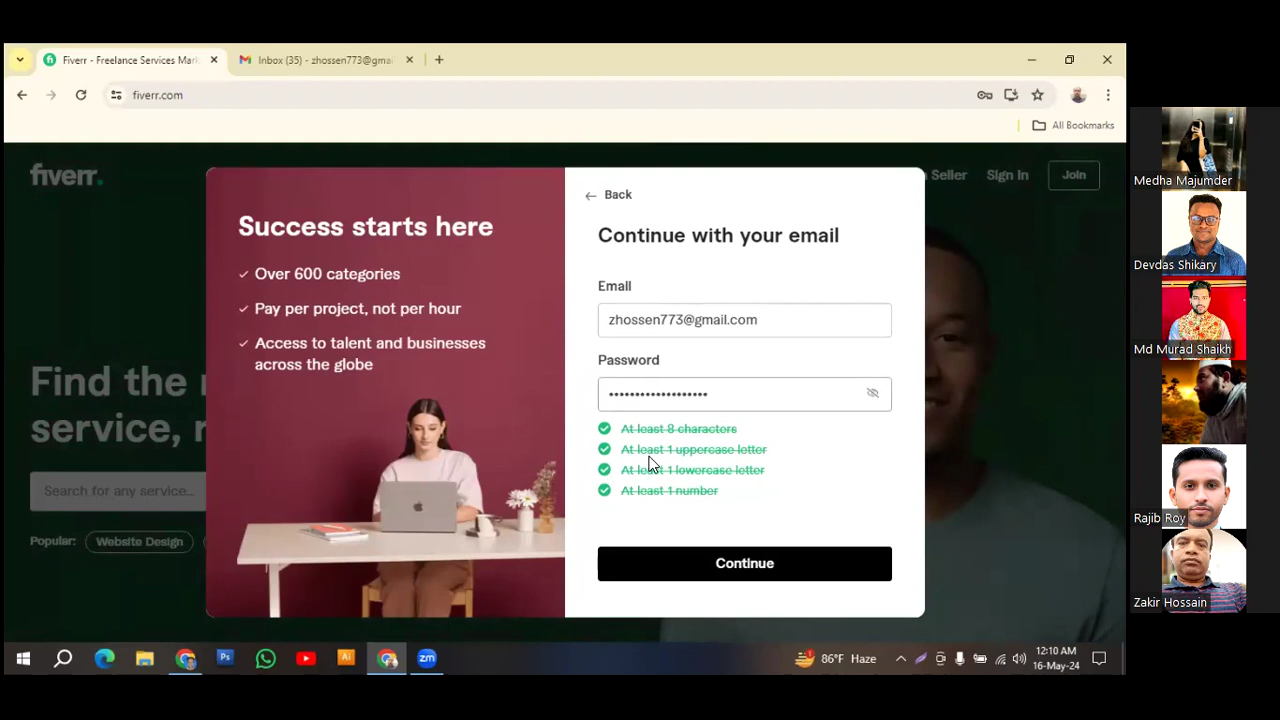 Fiverr - Freelance Services Mark
Inbox (35) - zhossen773@gmai
fiverr.com
All Bookmarks
fiverr.
Seller
Sign In
Join
Success starts here
Over 600 categories
Pay per project, not per hour
Access to talent and businesses
across the globe
Back
Continue with your email
Email
zhossen773@gmail.com
Password
At least 8 characters
At least 1 uppercase letter
At least 1 lowercase letter
At least 1 number
Continue
Find the
service,
Search for any service...
Popular:
Website Design
Medha Majumder
Devdas Shikary
Md Murad Shaikh
Rajib Roy
Zakir Hossain
Ps
Ai
zm
86°F Haze
12:10 AM
16-May-24